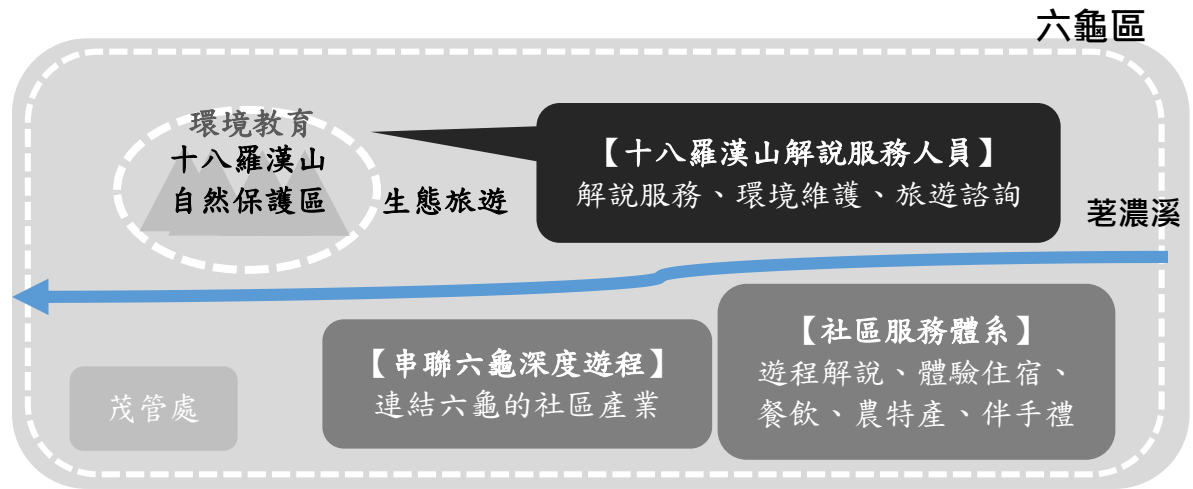 六龜區
環境教育
十八羅漢山
自然保護區
生態旅遊
【十八羅漢山解說服務人員】
解說服務、環境維護、旅遊諮詢
荖濃溪
【串聯六龜深度遊程】
連結六龜的社區產業
【社區服務體系】
遊程解說、體驗住宿、
餐飲、農特產、伴手禮
茂管處